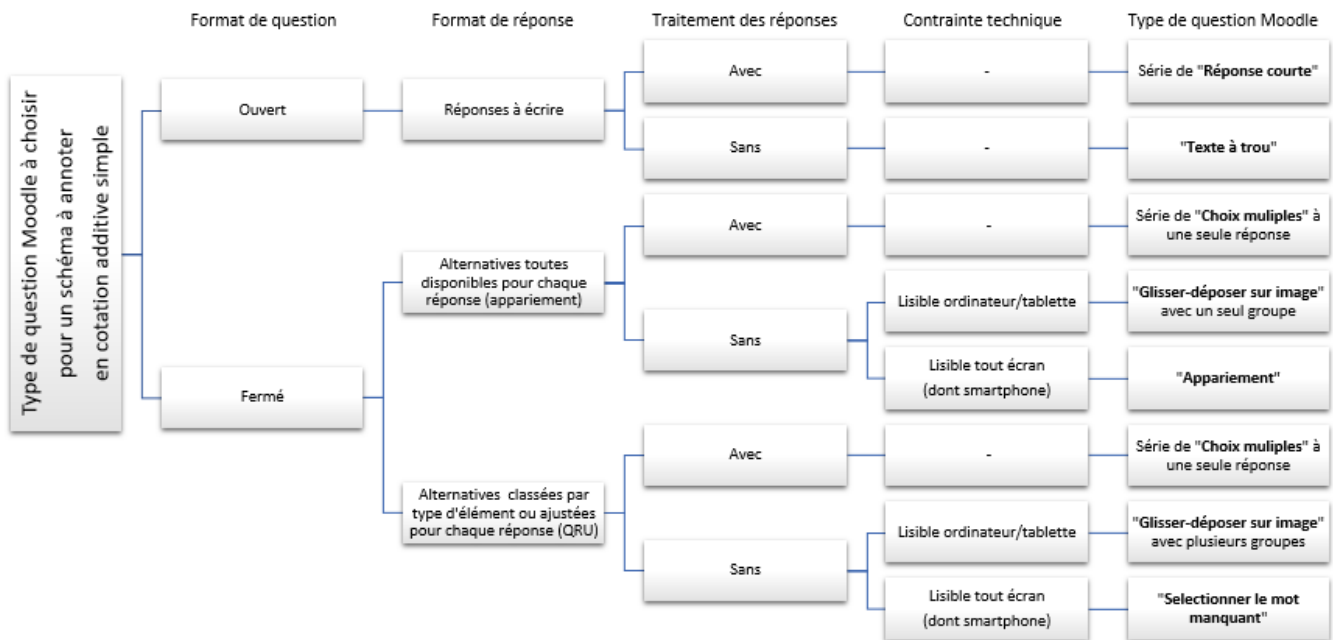 Format de question
Format de réponse
Traitement des réponses
Contrainte technique
Type de question Moodle
Type de question Moodle à choisir
pour un schéma à annoter
en cotation additive simple
Ouvert
Réponses à écrire
Avec
-
Série de "Réponse courte"
Sans
-
"Texte à trou"
Fermé
Alternatives toutes
disponibles pour chaque
réponse (appariement)
Avec
-
Série de "Choix muliples" à
une seule réponse
Sans
Lisible ordinateur/tablette
"Glisser-déposer sur image"
avec un seul groupe
Lisible tout écran
(dont smartphone)
"Appariement"
Alternatives classées par
type d'élément ou ajustées
pour chaque réponse (QRU)
Avec
-
Série de "Choix muliples" à
une seule réponse
Sans
Lisible ordinateur/tablette
"Glisser-déposer sur image"
avec plusieurs groupes
Lisible tout écran
(dont smartphone)
"Selectionner le mot
manquant"